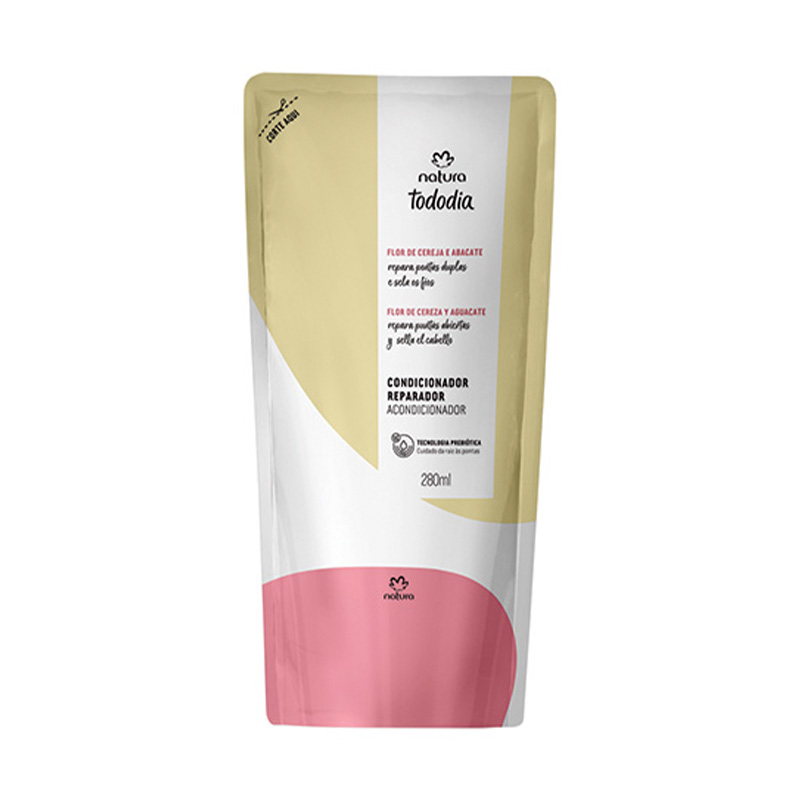 CORTE AQUI
natura
Tododia
FLOR DE CEREJA E ABACATE
repara pontas duplas
e sela os fios
FLOR DE CEREZA Y AGUACATE
repara puntas abiertas
y sella el cabello
CONDICIONADOR
REPARADOR
ACONDICIONADOR
TECNOLOGIA PREBIÓTICA
Cuidado da raiz às pontas
280ml
natura